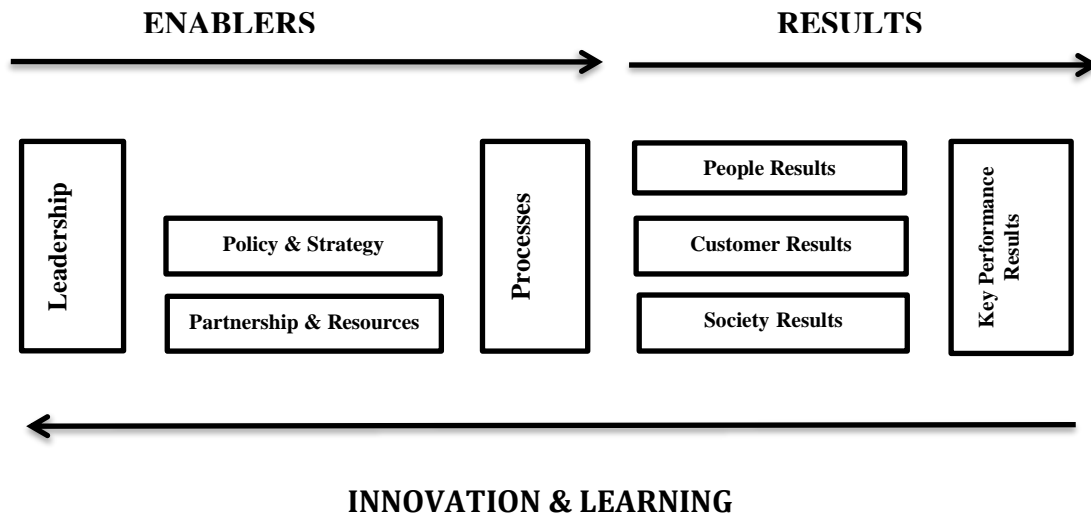 ENABLERS
RESULTS
Leadership
Policy & Strategy
Partnership & Resources
Processes
People Results
Customer Results
Society Results
Key Performance
Results
INNOVATION & LEARNING